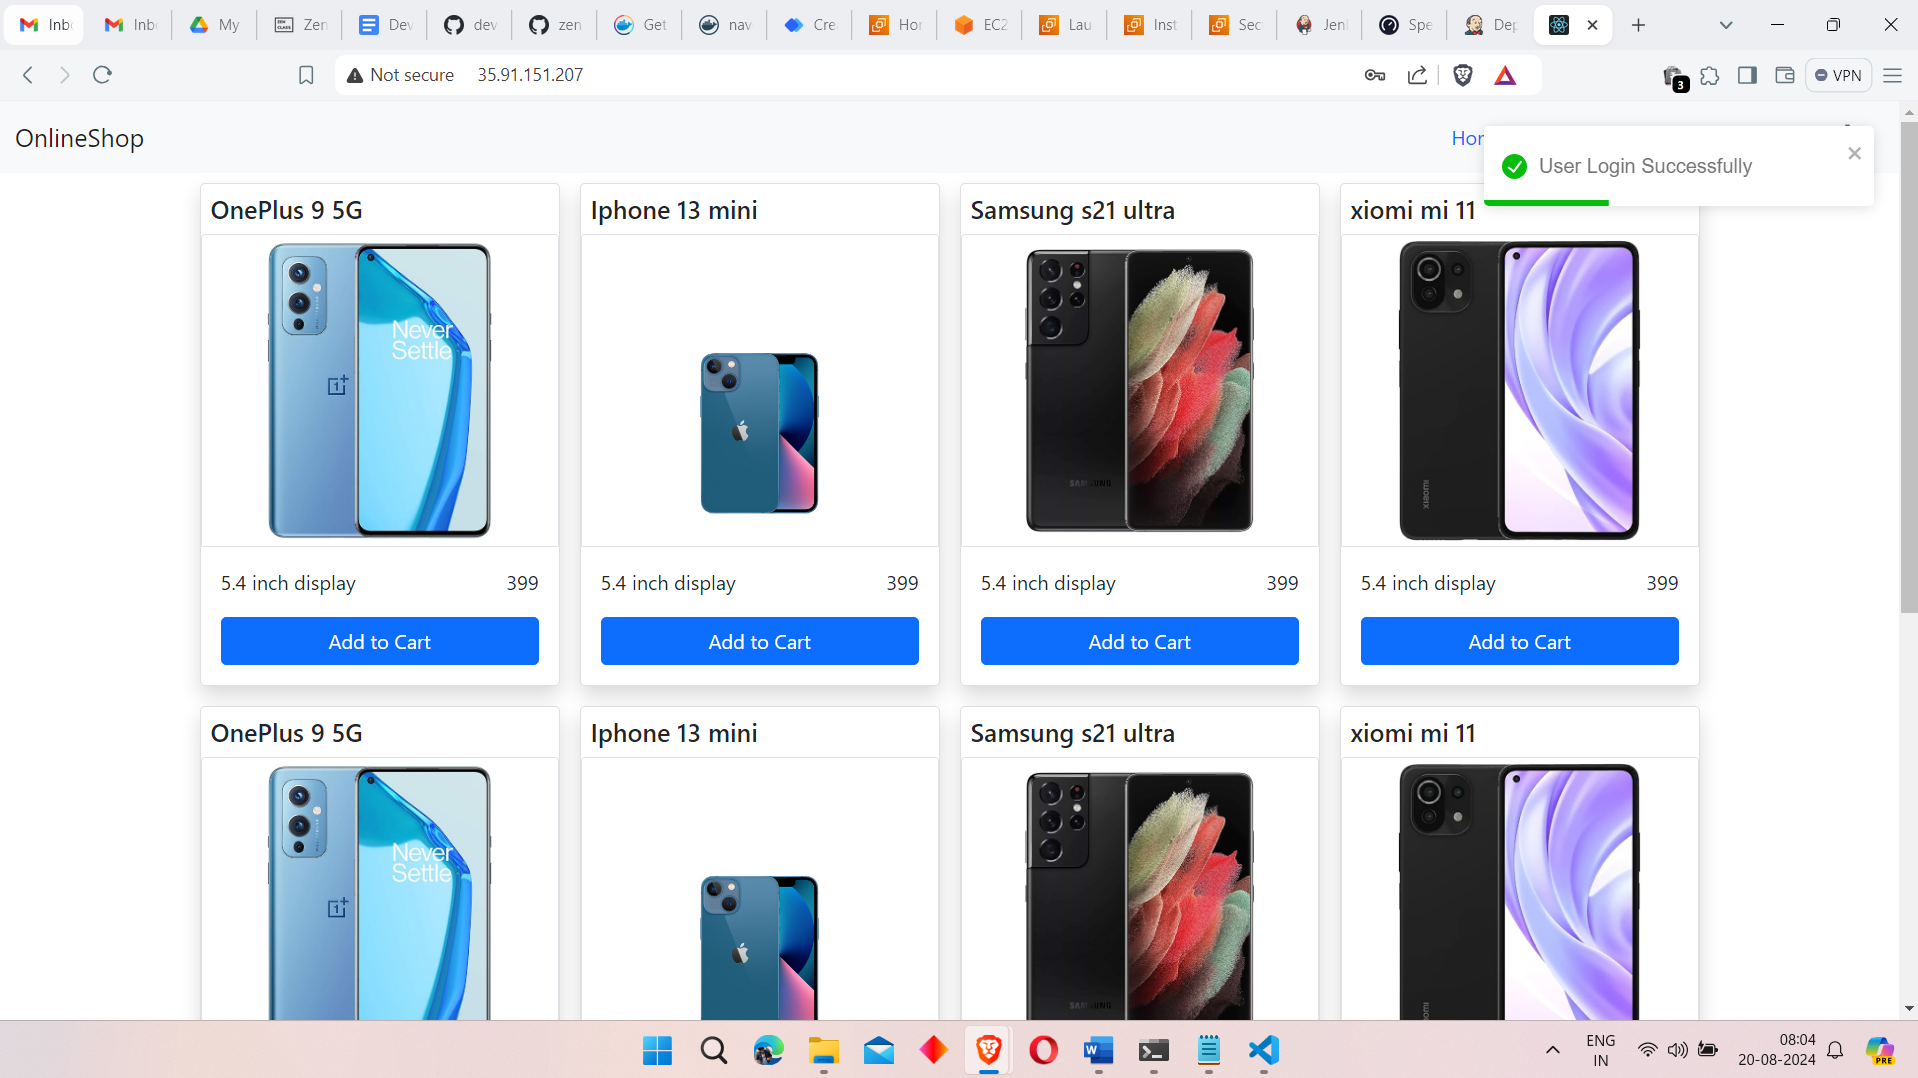 Inb
Inb
My
Zen
Dev
dev
zen
Get
nav
Cre
Hor
EC2
Lau
Inst
Sec
Jenl
Spe
Dep
Not secure 35.91.151.207
3
VPN
OnlineShop
Hor
User Login Successfully
OnePlus 9 5G
Iphone 13 mini
Samsung s21 ultra
xiomi mi 11
Never
Settle
SAMSUNG
xiaomi
5.4 inch display 399
5.4 inch display 399
5.4 inch display 399
5.4 inch display 399
Add to Cart
Add to Cart
Add to Cart
Add to Cart
OnePlus 9 5G
Iphone 13 mini
Samsung s21 ultra
xiomi mi 11
Never
Settle
SAMSUNG
ENG
IN
08:04
20-08-2024
PRE